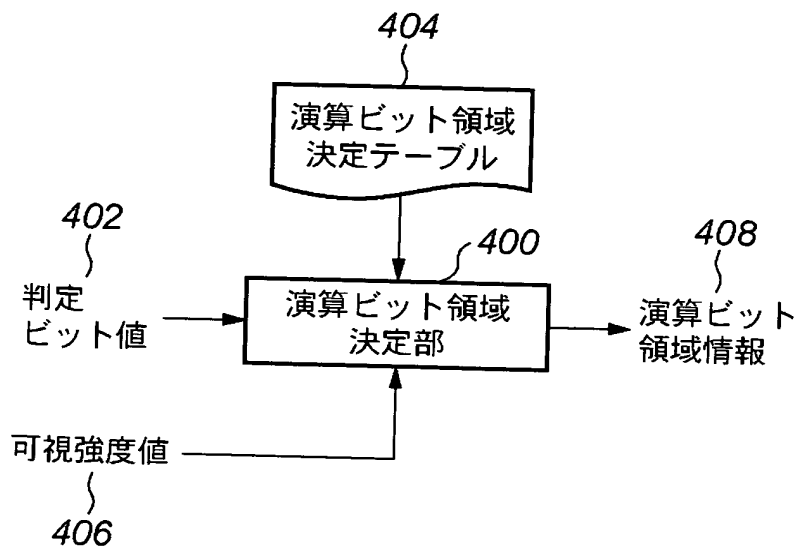 404
演算ビット領域
決定テーブル
402
判定
ビット値
400
演算ビット領域
決定部
408
演算ビット
領域情報
可視強度値
406